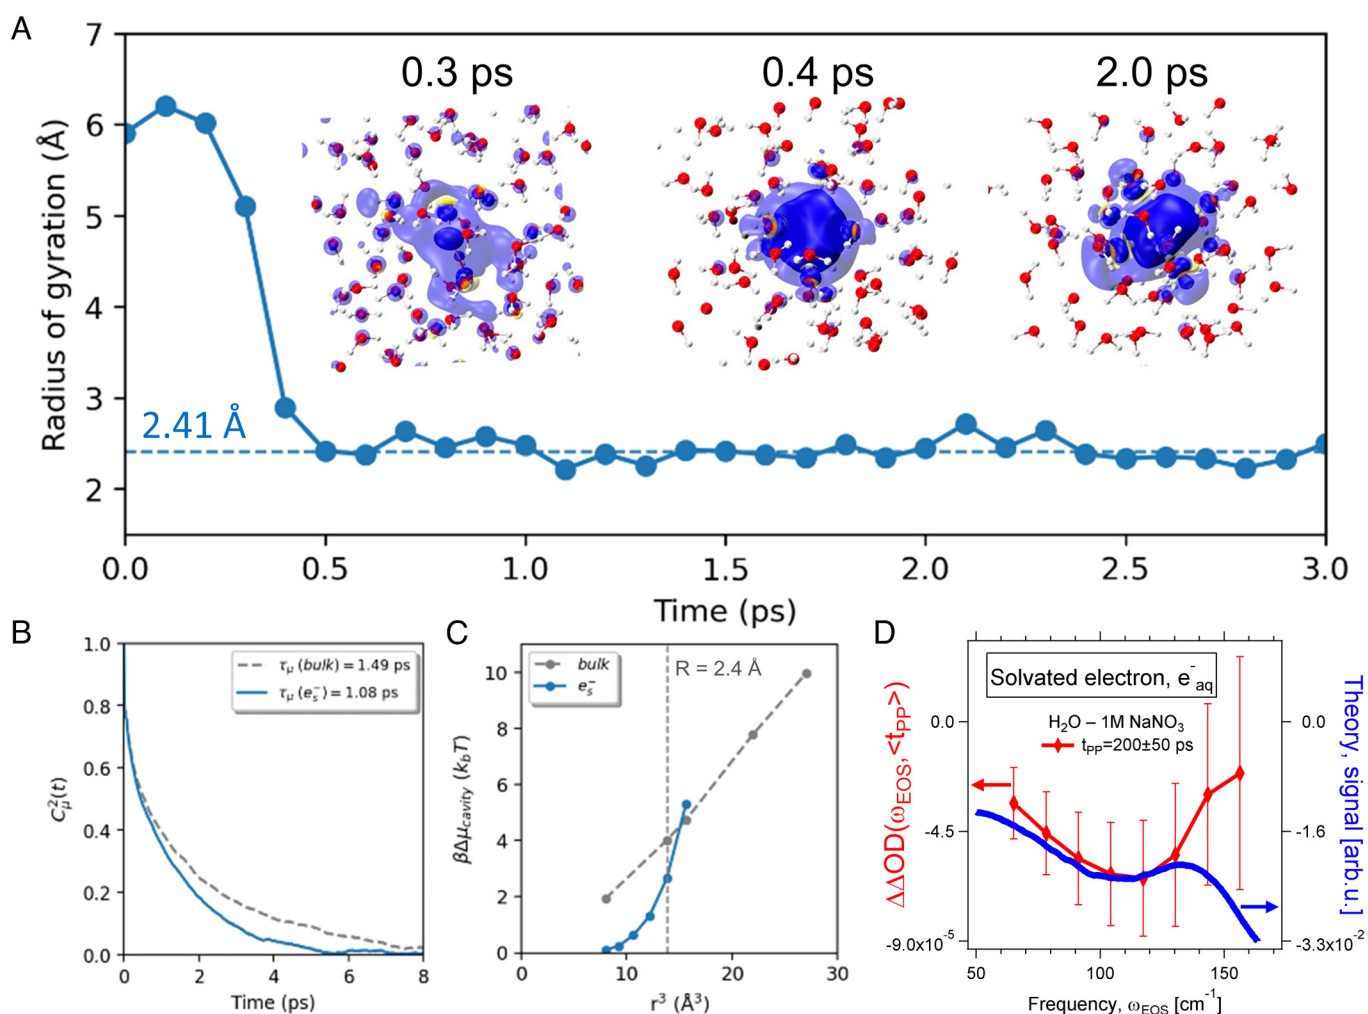 A
7
6
5
4
3
2
Radius of gyration (Å)
0.3 ps
0.4 ps
2.0 ps
2.41 Å
0.0
0.5
1.0
1.5
2.0
2.5
3.0
Time (ps)
B
1.0
0.8
0.6
0.4
0.2
0.0
C²μ(t)
τμ (bulk) = 1.49 ps
τμ (eₛ⁻) = 1.08 ps
0
2
4
6
8
Time (ps)
C
10
8
6
4
2
0
βΔμcavity (kbT)
bulk
eₛ⁻
R = 2.4 Å
0
10
20
30
r³ (Å³)
D
ΔΔOD(ωEOS,<tPP>)
0.0
-4.5
-9.0x10⁻⁵
Solvated electron, e⁻aq
H₂O – 1M NaNO₃
tPP=200±50 ps
0.0
-1.6
-3.3x10⁻²
Theory, signal [arb.u.]
50
100
150
Frequency, ωEOS [cm⁻¹]